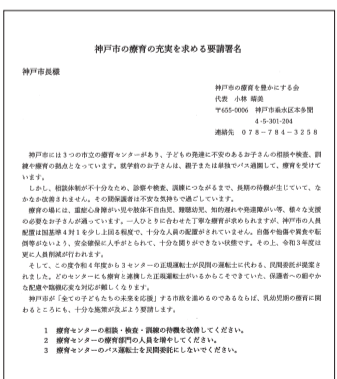 神戸市の療育の充実を求める要請署名
神戸市長様
神戸市の療育を豊かにする会
代表 小林 晴美
〒655-0006 神戸市垂水区本多聞
4-5-301-204
連絡先 078-784-3258
神戸市には3つの市立の療育センターがあり、子どもの発達に不安のあるお子さんの相談や検査、訓
練や療育の拠点となっています。就学前のお子さんは、親子または単独でバス通園して、療育を受けて
います。
しかし、相談体制が不十分なため、診察や検査、訓練につながるまで、長期の待機が生じていて、な
かなか改善されません。その間保護者は不安な気持ちで過ごしています。
療育の場には、重症心身障がい児や肢体不自由児、難聴幼児、知的遅れや発達障がい等、様々な支援
の必要なお子さんが通っています。一人ひとりに合わせた丁寧な療育が求められますが、神戸市の人員
配置は国基準4対1を少し上回る程度で、十分な人員の配置がされていません。自傷や他傷や異食や転
倒等がないよう、安全確保に人手がとられて、十分な関りができない状態です。その上、令和3年度は
更に人員削減が行われます。
そして、この度令和4年度から3センターの正規運転士が民間の運転士に代わる、民間委託が提案さ
れました。どのセンターにも療育と連携した正規運転士がいるからこそできていた、保護者への細やか
な配慮や臨機応変な対応が難しくなります。
神戸市が「全ての子どもたちの未来を応援」する市政を進めるのであるならば、乳幼児期の療育に関
わるところにも、十分な施策が及ぶよう要請します。
1 療育センターの相談・検査・訓練の待機を改善してください。
2 療育センターの療育部門の人員を増やしてください。
3 療育センターのバス運転士を民間委託にしないでください。